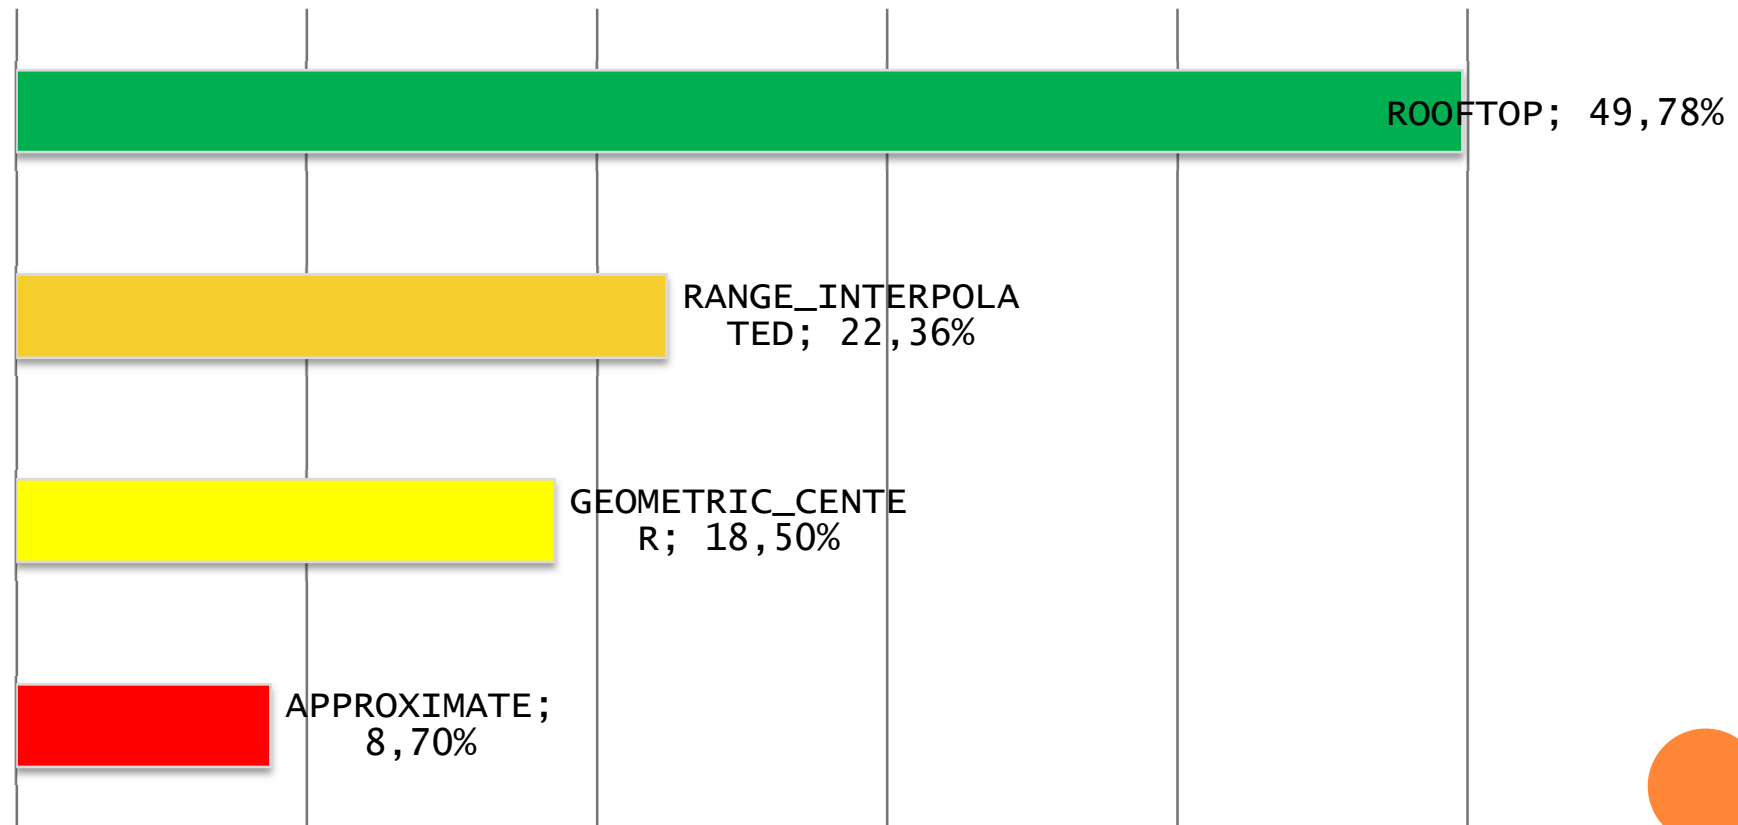 ROOFTOP; 49,78%
RANGE_INTERPOLA
TED; 22,36%
GEOMETRIC_CENTE
R; 18,50%
APPROXIMATE;
8,70%